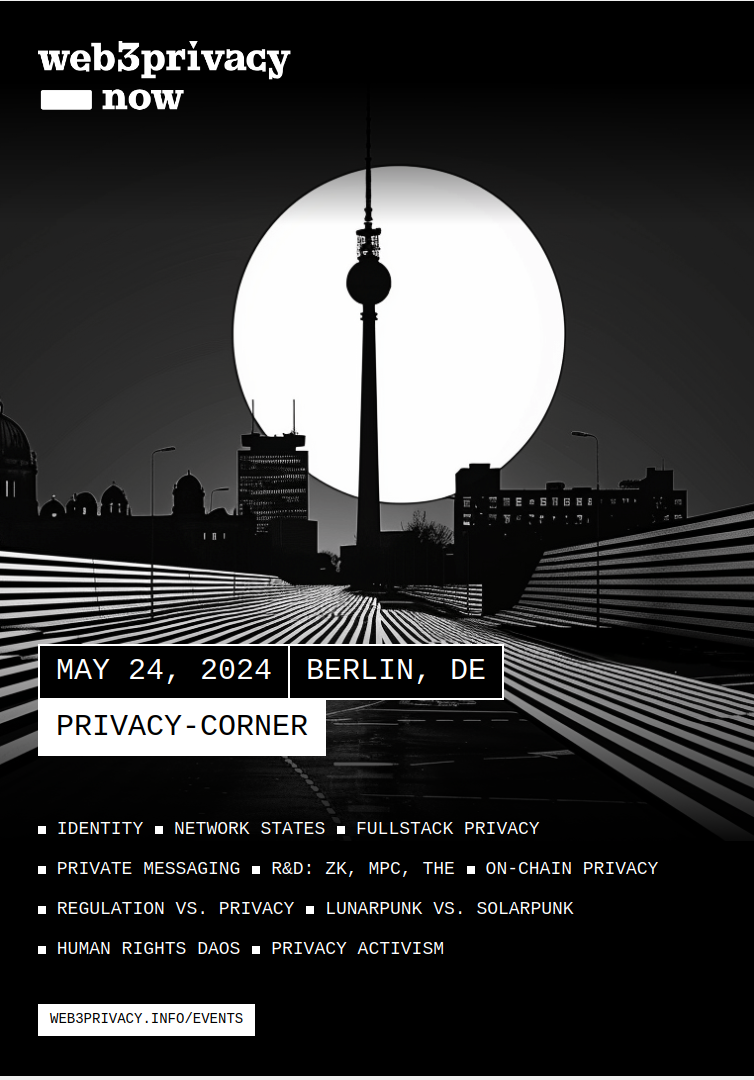 web3privacy
now
MAY 24, 2024 BERLIN, DE
PRIVACY-CORNER
IDENTITY NETWORK STATES FULLSTACK PRIVACY
PRIVATE MESSAGING R&D: ZK, MPC, THE ON-CHAIN PRIVACY
REGULATION VS. PRIVACY LUNARPUNK VS. SOLARPUNK
HUMAN RIGHTS DAOS PRIVACY ACTIVISM
WEB3PRIVACY.INFO/EVENTS